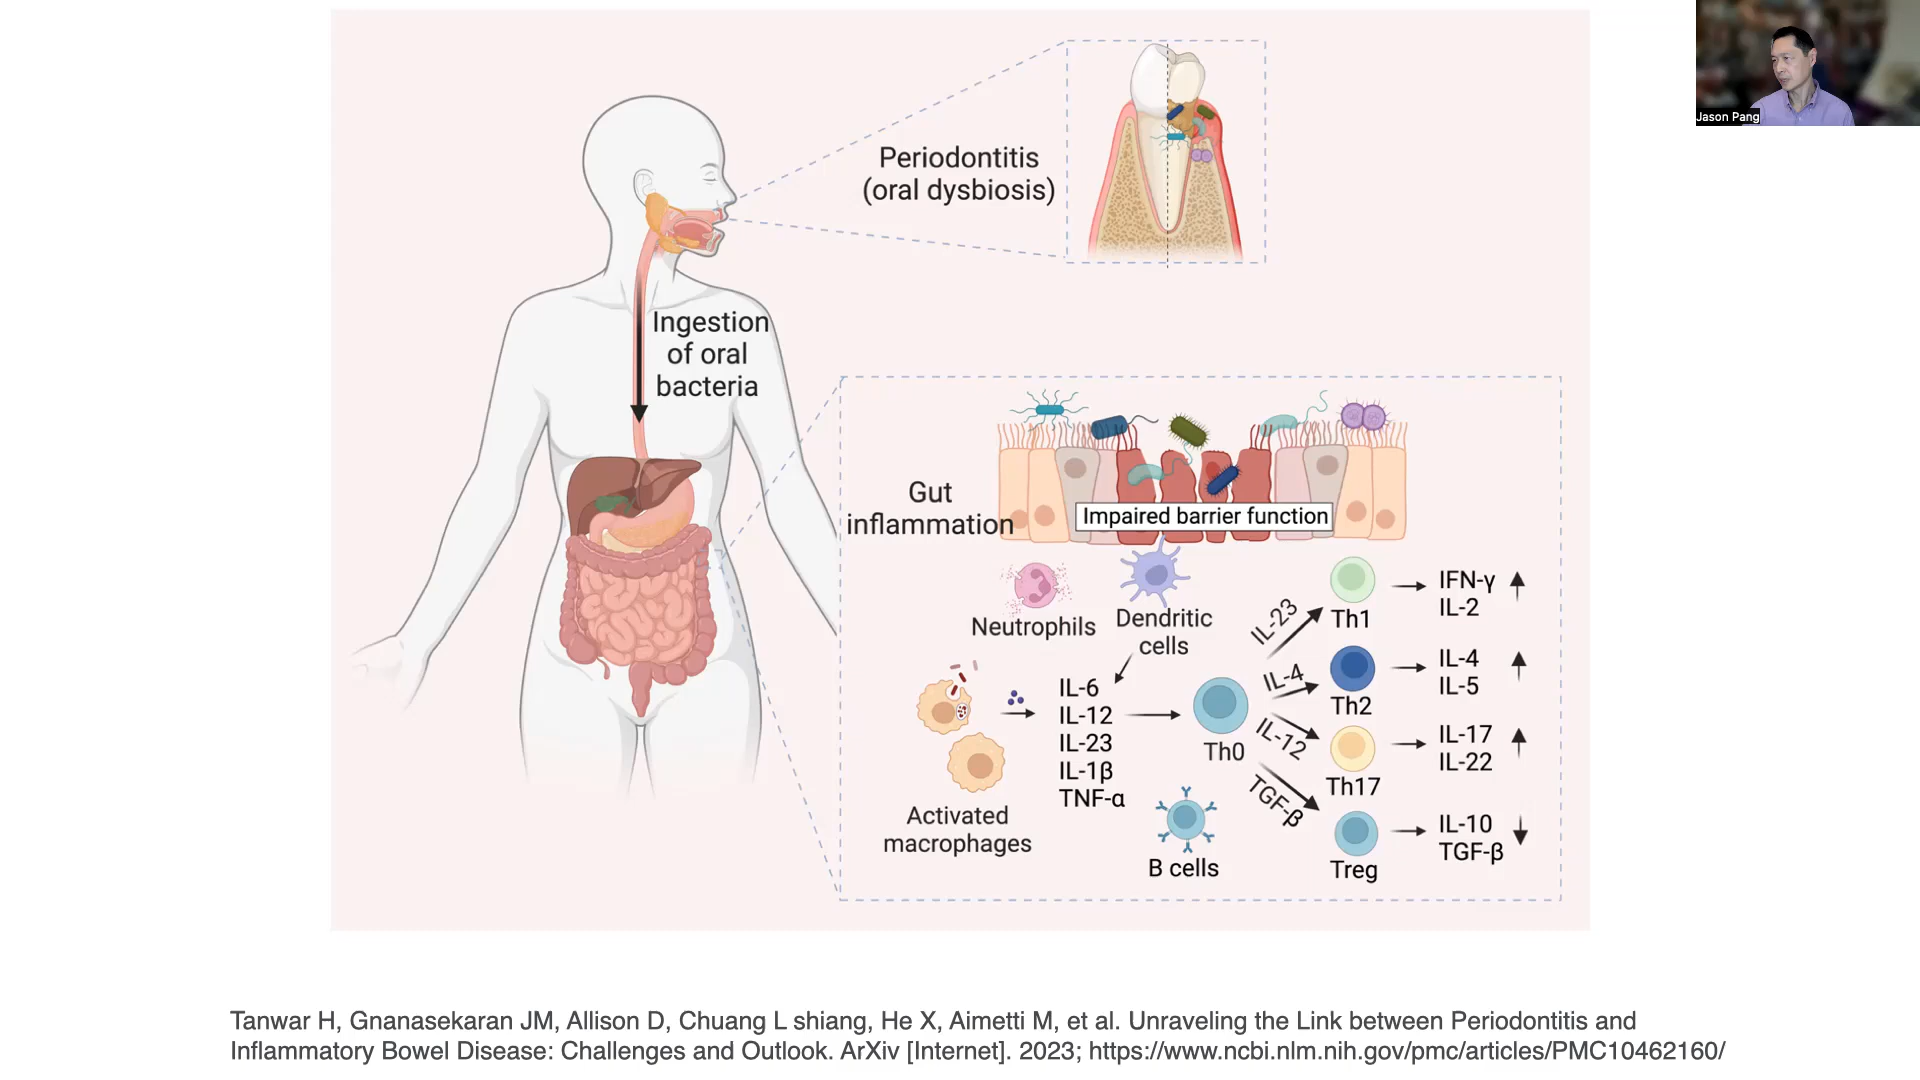 Jason Pang
Periodontitis
(oral dysbiosis)
Ingestion
of oral
bacteria
Gut
inflammation
Impaired barrier function
Neutrophils
Dendritic
cells
Activated
macrophages
IL-6
IL-12
IL-23
IL-1β
TNF-α
B cells
Th0
IL-23
IL-4
IL-12
TGF-β
Th1
Th2
Th17
Treg
IFN-γ
IL-2
IL-4
IL-5
IL-17
IL-22
IL-10
TGF-β
Tanwar H, Gnanasekaran JM, Allison D, Chuang L shiang, He X, Aimetti M, et al. Unraveling the Link between Periodontitis and
Inflammatory Bowel Disease: Challenges and Outlook. ArXiv [Internet]. 2023; https://www.ncbi.nlm.nih.gov/pmc/articles/PMC10462160/